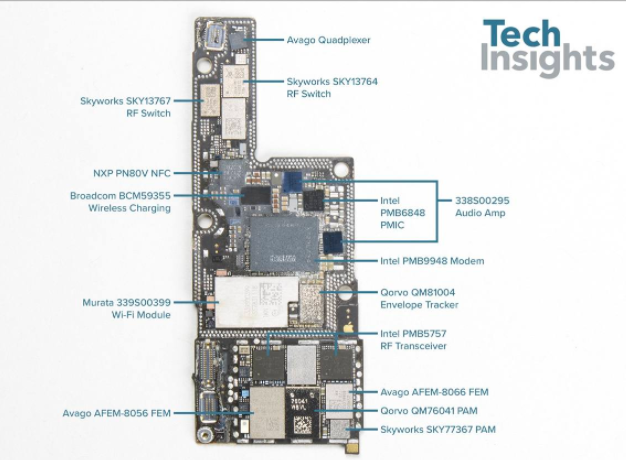 Tech
Insights
Avago Quadplexer
Skyworks SKY13764
RF Switch
Skyworks SKY13767
RF Switch
NXP PN80V NFC
Broadcom BCM59355
Wireless Charging
Intel
PMB6848
PMIC
338S00295
Audio Amp
Intel PMB9948 Modem
Murata 339S00399
Wi-Fi Module
Qorvo QM81004
Envelope Tracker
Intel PMB5757
RF Transceiver
Avago AFEM-8066 FEM
Avago AFEM-8056 FEM
Qorvo QM76041 PAM
Skyworks SKY77367 PAM
76041